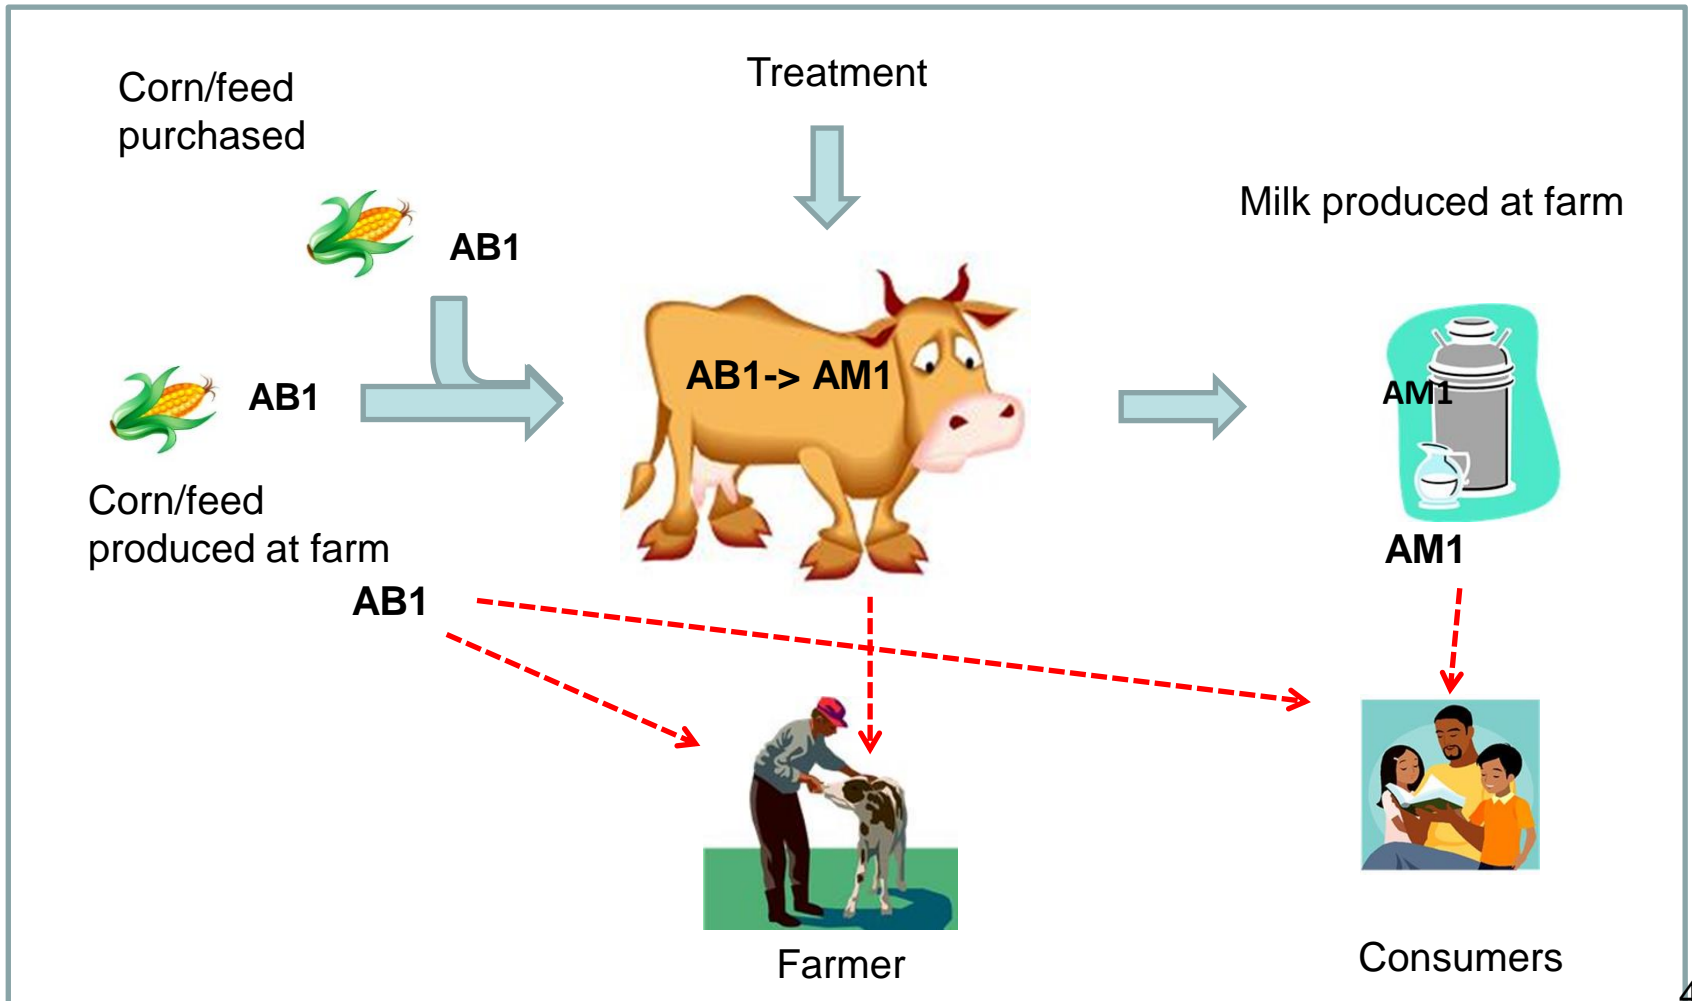 Corn/feed
purchased
Treatment
Milk produced at farm
AB1
AB1
AB1-> AM1
AM1
Corn/feed
produced at farm
AB1
AM1
Farmer
Consumers
4